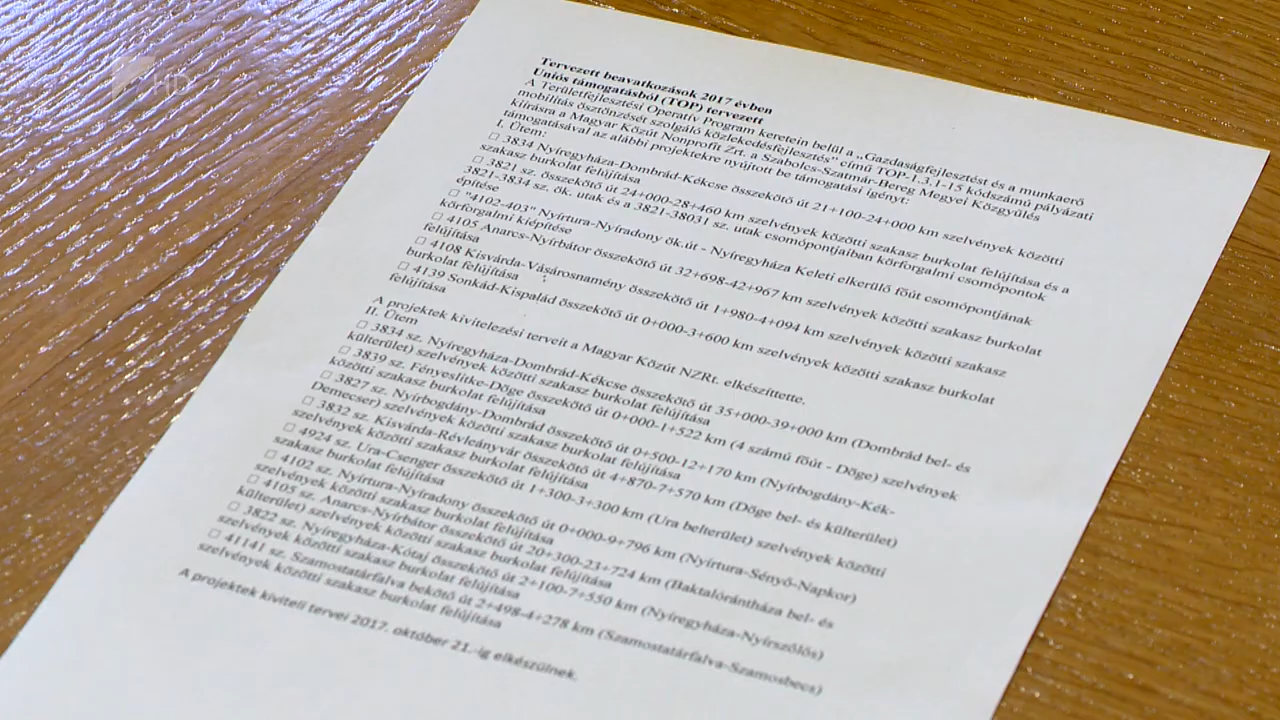 HD
Tervezett beavatkozások 2017 évben
Uniós támogatásból (TOP) tervezett
A Területfejlesztési Operatív Program keretein belül a „Gazdaságfejlesztést és a munkaerő
mobilitás ösztönzését szolgáló közlekedésfejlesztés" című TOP-1.3.1-15 kódszámú pályázati
kiírásra a Magyar Közút Nonprofit Zrt. a Szabolcs-Szatmár-Bereg Megyei Közgyűlés
támogatásával az alábbi projektekre nyújtott be támogatási igényt:
I. Ütem:
□ 3834 Nyíregyháza-Dombrád-Kékcse összekötő út 21+100-24+000 km szelvények közötti
szakasz burkolat felújítása
□ 3821 sz. összekötő út 24+000-28+460 km szelvények közötti szakasz burkolat felújítása és a
3821-3834 sz. ök. utak és a 3821-38031 sz. utak csomópontjaiban körforgalmi csomópontok
építése
□ "4102-403" Nyírtura-Nyíradony ök.út - Nyíregyháza Keleti elkerülő főút csomópontjának
körforgalmi kiépítése
□ 4105 Anarcs-Nyírbátor összekötő út 32+698-42+967 km szelvények közötti szakasz burkolat
felújítása
□ 4108 Kisvárda-Vásárosnamény összekötő út 1+980-4+094 km szelvények közötti szakasz
burkolat felújítása
□ 4139 Sonkád-Kispalád összekötő út 0+000-3+600 km szelvények közötti szakasz burkolat
felújítása
A projektek kivitelezési terveit a Magyar Közút NZRt. elkészíttette.
II. Ütem
□ 3834 sz. Nyíregyháza-Dombrád-Kékcse összekötő út 35+000-39+000 km (Dombrád bel- és
külterület) szelvények közötti szakasz burkolat felújítása
□ 3839 sz. Fényeslitke-Döge összekötő út 0+000-1+522 km (4 számú főút - Döge) szelvények
közötti szakasz burkolat felújítása
□ 3827 sz. Nyírbogdány-Dombrád összekötő út 0+500-12+170 km (Nyírbogdány-Kék-
Demecser) szelvények közötti szakasz burkolat felújítása
□ 3832 sz. Kisvárda-Révleányvár összekötő út 4+870-7+570 km (Döge bel- és külterület)
szelvények közötti szakasz burkolat felújítása
□ 4924 sz. Ura-Csenger összekötő út 1+300-3+300 km (Ura belterület) szelvények közötti
szakasz burkolat felújítása
□ 4102 sz. Nyírtura-Nyíradony összekötő út 0+000-9+796 km (Nyírtura-Sényő-Napkor)
szelvények közötti szakasz burkolat felújítása
□ 4105 sz. Anarcs-Nyírbátor összekötő út 20+300-23+724 km (Baktalórántháza bel- és
külterület) szelvények közötti szakasz burkolat felújítása
□ 3822 sz. Nyíregyháza-Kótaj összekötő út 2+100-7+550 km (Nyíregyháza-Nyírszőlős)
szelvények közötti szakasz burkolat felújítása
□ 41141 sz. Szamostatárfalva bekötő út 2+498-4+278 km (Szamostatárfalva-Szamosbecs)
szelvények közötti szakasz burkolat felújítása
A projektek kiviteli tervei 2017. október 21.-ig elkészülnek.